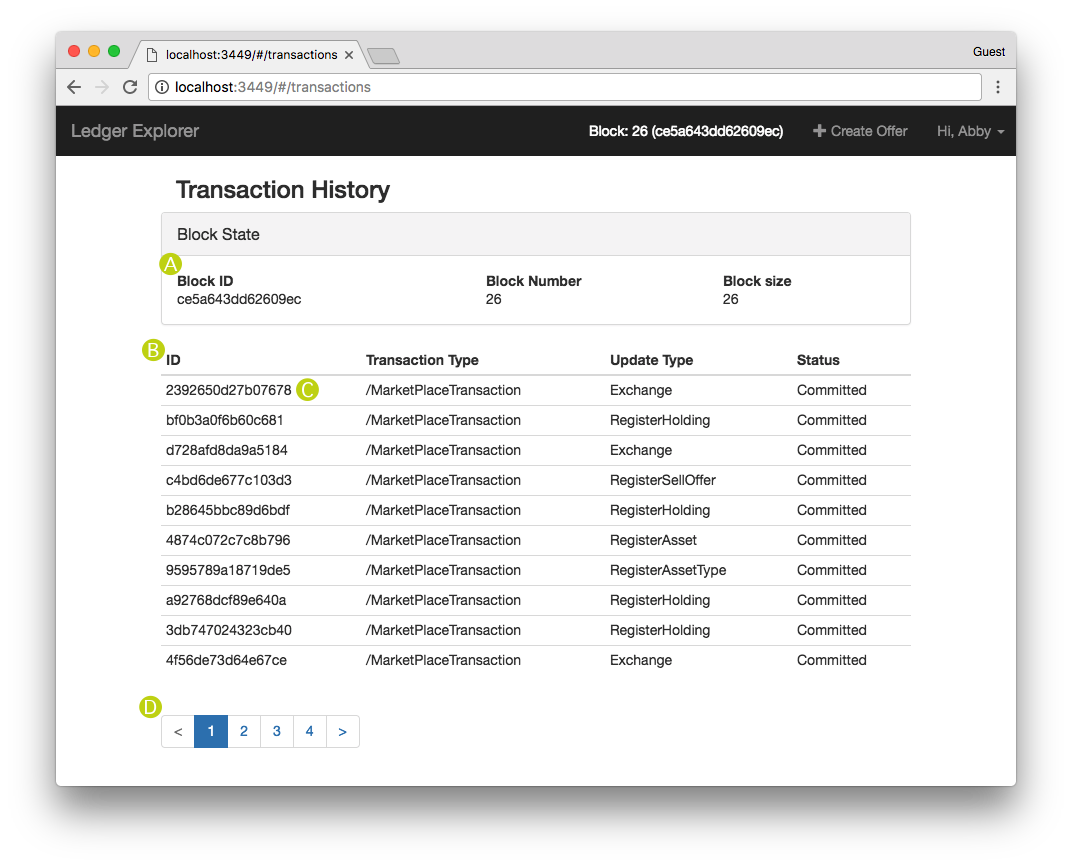 localhost:3449/#/transactions
Guest
localhost:3449/#/transactions
Ledger Explorer Block: 26 (ce5a643dd62609ec) Create Offer Hi, Abby
Transaction History
Block State
A
Block ID Block Number Block size
ce5a643dd62609ec 26 26
B
ID Transaction Type Update Type Status
2392650d27b07678 C /MarketPlaceTransaction Exchange Committed
bf0b3a0f6b60c681 /MarketPlaceTransaction RegisterHolding Committed
d728afd8da9a5184 /MarketPlaceTransaction Exchange Committed
c4bd6de677c103d3 /MarketPlaceTransaction RegisterSellOffer Committed
b28645bbc89d6bdf /MarketPlaceTransaction RegisterHolding Committed
4874c072c7c8b796 /MarketPlaceTransaction RegisterAsset Committed
9595789a18719de5 /MarketPlaceTransaction RegisterAssetType Committed
a92768dcf89e640a /MarketPlaceTransaction RegisterHolding Committed
3db747024323cb40 /MarketPlaceTransaction RegisterHolding Committed
4f56de73d64e67ce /MarketPlaceTransaction Exchange Committed
D
< 1 2 3 4 >